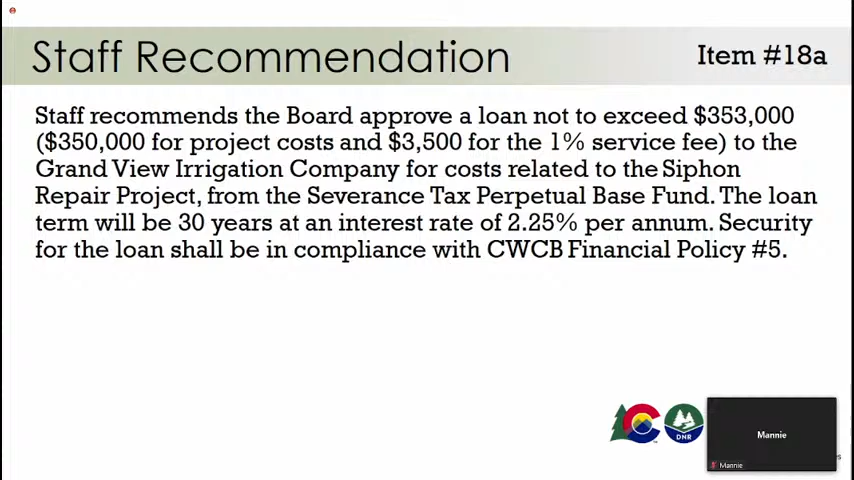 Staff Recommendation
Item #18a
Staff recommends the Board approve a loan not to exceed $353,000
($350,000 for project costs and $3,500 for the 1% service fee) to the
Grand View Irrigation Company for costs related to the Siphon
Repair Project, from the Severance Tax Perpetual Base Fund. The loan
term will be 30 years at an interest rate of 2.25% per annum. Security
for the loan shall be in compliance with CWCB Financial Policy #5.
DNR
Mannie
Mannie